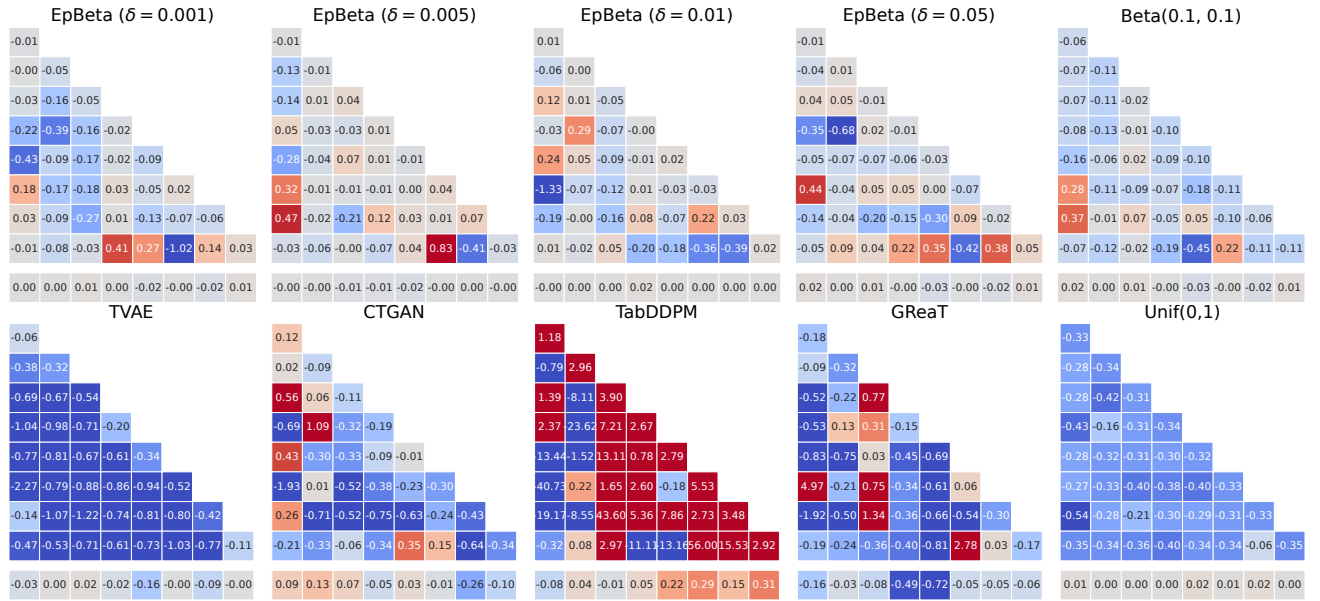 EpBeta (δ = 0.001) EpBeta (δ = 0.005) EpBeta (δ = 0.01) EpBeta (δ = 0.05) Beta(0.1, 0.1)
-0.01 -0.01 0.01 -0.01 -0.06
-0.00 -0.05 -0.13 -0.01 -0.06 0.00 -0.04 0.01 -0.07 -0.11
-0.03 -0.16 -0.05 -0.14 0.01 0.04 0.12 0.01 -0.05 0.04 0.05 -0.01 -0.07 -0.11 -0.02
-0.22 -0.39 -0.16 -0.02 0.05 -0.03 -0.03 0.01 -0.03 0.29 -0.07 -0.00 -0.35 -0.68 0.02 -0.01 -0.08 -0.13 -0.01 -0.10
-0.43 -0.09 -0.17 -0.02 -0.09 -0.28 -0.04 0.07 0.01 -0.01 0.24 0.05 -0.09 -0.01 0.02 -0.05 -0.07 -0.07 -0.06 -0.03 -0.16 -0.06 0.02 -0.09 -0.10
0.18 -0.17 -0.18 0.03 -0.05 0.02 0.32 -0.01 -0.01 -0.01 0.00 0.04 -1.33 -0.07 -0.12 0.01 -0.03 -0.03 0.44 -0.04 0.05 0.05 0.00 -0.07 0.28 -0.11 -0.09 -0.07 -0.18 -0.11
0.03 -0.09 -0.27 0.01 -0.13 -0.07 -0.06 0.47 -0.02 -0.21 0.12 0.03 0.01 0.07 -0.19 -0.00 -0.16 0.08 -0.07 0.22 0.03 -0.14 -0.04 -0.20 -0.15 -0.30 0.09 -0.02 0.37 -0.01 0.07 -0.05 0.05 -0.10 -0.06
-0.01 -0.08 -0.03 0.41 0.27 -1.02 0.14 0.03 -0.03 -0.06 -0.00 -0.07 0.04 0.83 -0.41 -0.03 0.01 -0.02 0.05 -0.20 -0.18 -0.36 -0.39 0.02 -0.05 0.09 0.04 0.22 0.35 -0.42 0.38 0.05 -0.07 -0.12 -0.02 -0.19 -0.45 0.22 -0.11 -0.11
0.00 0.00 0.01 0.02 -0.02 -0.00 -0.02 0.01 -0.00 0.00 0.00 -0.01 -0.02 -0.00 -0.02 0.00 0.00 0.00 0.00 0.00 -0.00 0.00 0.00 0.00 0.02 0.00 0.01 -0.00 -0.03 -0.00 -0.02 0.01 0.02 0.00 0.01 -0.00 -0.03 -0.00 -0.02 0.01
TVAE CTGAN TabDDPM GReaT Unif(0,1)
-0.06 0.12 1.18 -0.18 -0.33
-0.38 -0.32 0.02 -0.09 -0.79 2.96 -0.09 -0.32 -0.28 -0.34
-0.69 -0.67 -0.54 0.56 0.06 -0.11 1.39 -8.11 3.90 -0.52 -0.22 0.77 -0.28 -0.42 -0.31
-1.04 -0.98 -0.71 -0.20 -0.69 1.09 -0.32 -0.19 2.37 -23.62 7.21 2.67 -0.53 0.13 0.31 -0.15 -0.43 -0.16 -0.31 -0.34
-0.77 -0.81 -0.67 -0.61 -0.34 0.43 -0.30 -0.33 -0.09 -0.01 -13.44 -1.52 13.11 0.78 2.79 -0.83 -0.75 0.03 -0.45 -0.69 -0.28 -0.32 -0.31 -0.30 -0.32
-2.27 -0.79 -0.88 -0.86 -0.94 -0.52 -1.93 0.01 -0.52 -0.38 -0.23 -0.30 -40.73 0.22 1.65 2.60 -0.18 5.53 4.97 -0.21 0.75 -0.34 -0.61 0.06 -0.27 -0.33 -0.40 -0.38 -0.40 -0.33
-0.14 -1.07 -1.22 -0.74 -0.81 -0.80 -0.42 0.26 -0.71 -0.52 -0.75 -0.63 -0.24 -0.43 -19.17 -8.55 43.60 5.36 7.86 2.73 3.48 -1.92 -0.50 1.34 -0.36 -0.66 -0.54 -0.30 -0.54 -0.28 -0.21 -0.30 -0.29 -0.31 -0.33
-0.47 -0.53 -0.71 -0.61 -0.73 -1.03 -0.77 -0.11 -0.21 -0.33 -0.06 -0.34 0.35 0.15 -0.64 -0.34 -0.32 0.08 2.97 -11.11 13.16 56.00 15.53 2.92 -0.19 -0.24 -0.36 -0.40 -0.81 2.78 0.03 -0.17 -0.35 -0.34 -0.36 -0.40 -0.34 -0.34 -0.06 -0.35
-0.03 0.00 0.02 -0.02 -0.16 -0.00 -0.00 -0.00 0.09 0.13 0.07 -0.05 0.03 -0.01 -0.26 -0.10 -0.08 0.04 -0.01 0.05 0.22 0.29 0.15 0.31 -0.16 -0.03 -0.08 -0.49 -0.72 -0.05 -0.05 -0.06 0.01 0.00 0.00 0.00 0.02 0.01 0.02 0.00